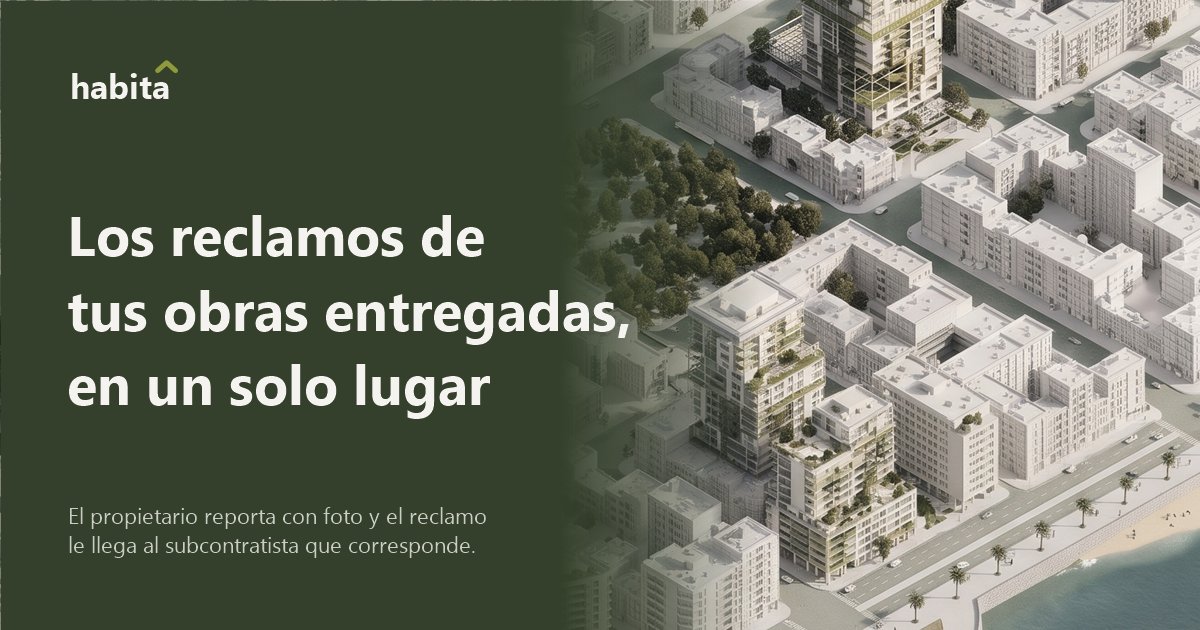 habita
Los reclamos de
tus obras entregadas,
en un solo lugar
El propietario reporta con foto y el reclamo
le llega al subcontratista que corresponde.